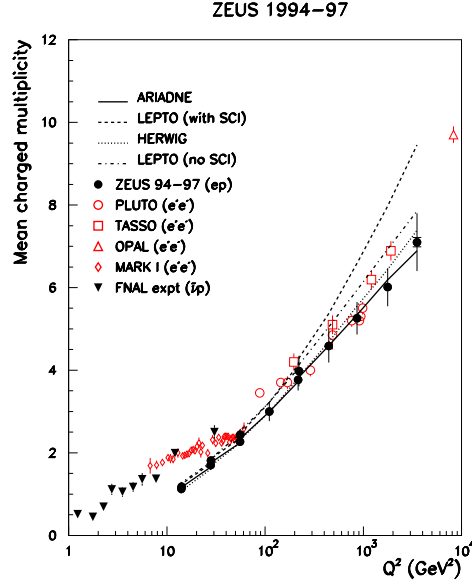 ZEUS 1994-97
Mean charged multiplicity
12
10
8
6
4
2
0
ARIADNE
LEPTO (with SCI)
HERWIG
LEPTO (no SCI)
ZEUS 94-97 (ep)
PLUTO (e⁺e⁻)
TASSO (e⁺e⁻)
OPAL (e⁺e⁻)
MARK I (e⁺e⁻)
FNAL expt (ν̄p)
1 10 10² 10³ 10⁴
Q² (GeV²)